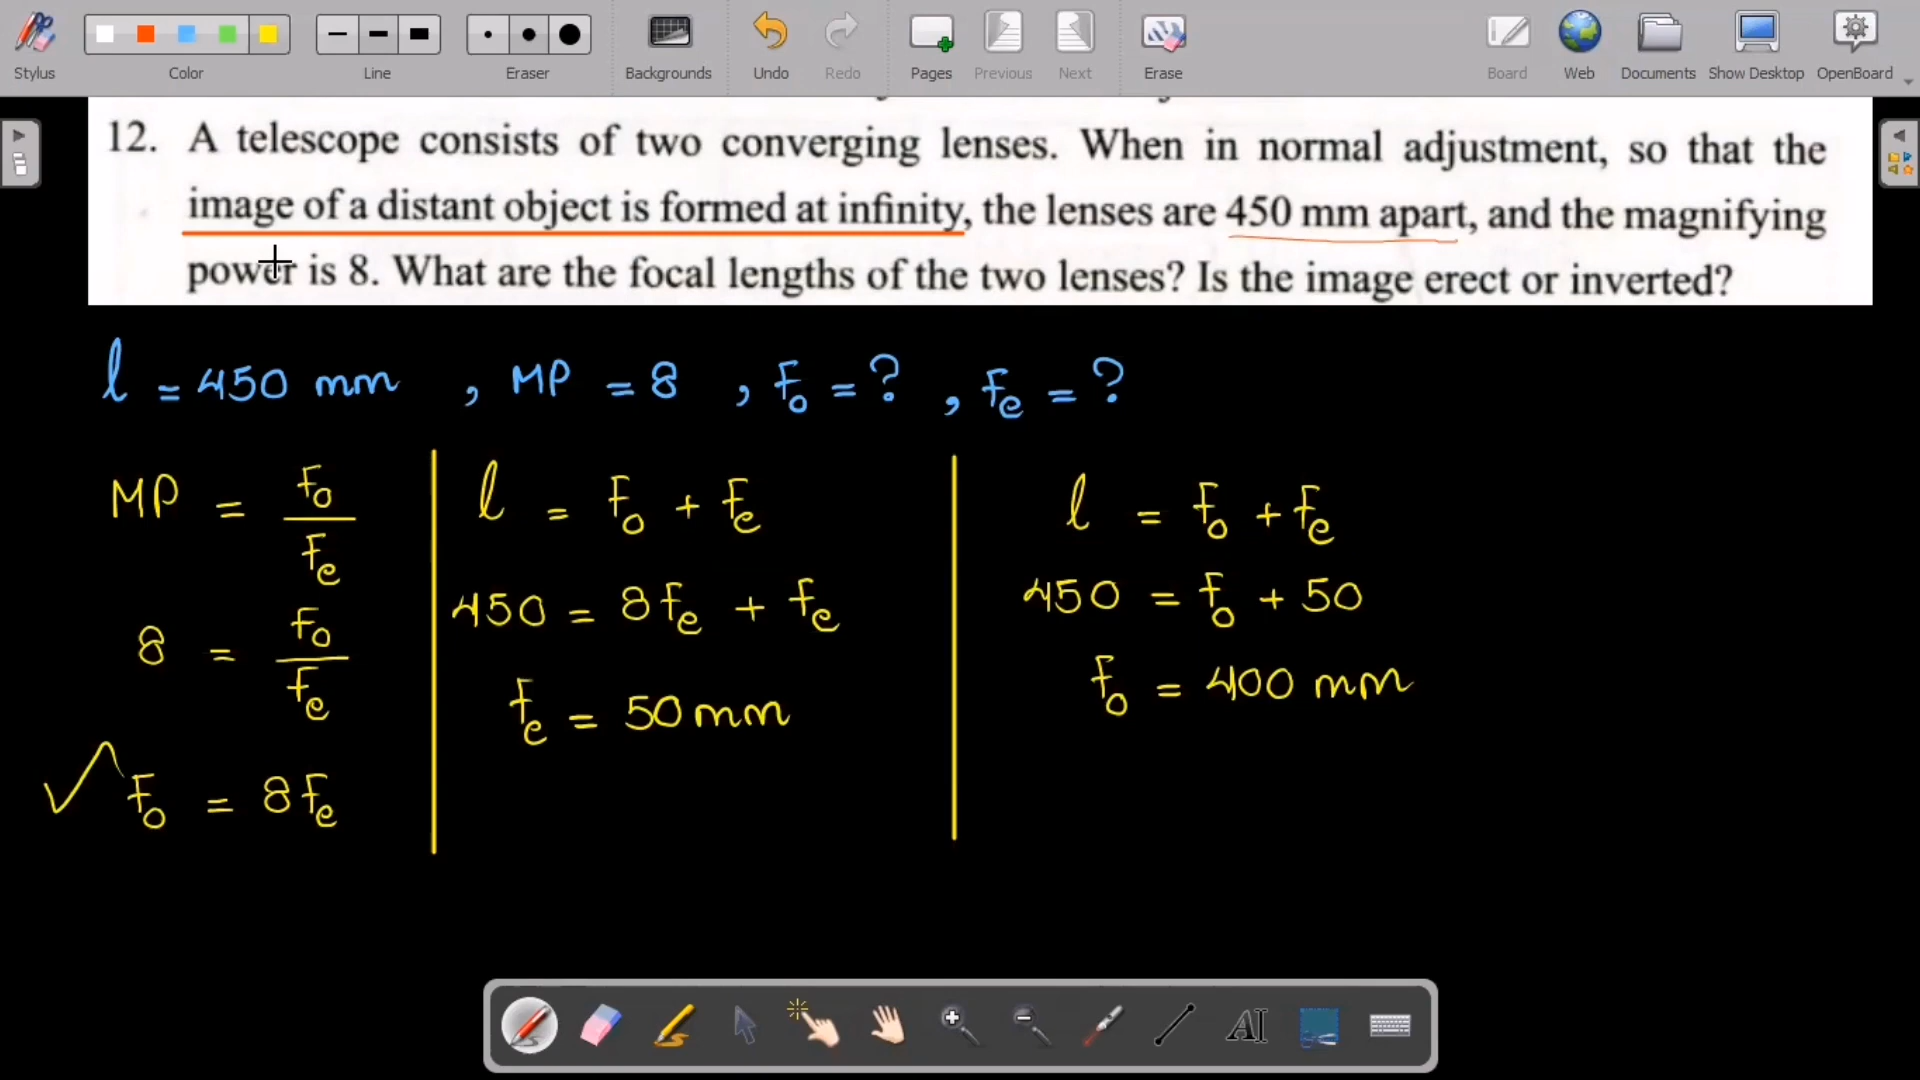 Stylus Color Line Eraser Backgrounds Undo Redo Pages Previous Next Erase Board Web Documents Show Desktop OpenBoard
12. A telescope consists of two converging lenses. When in normal adjustment, so that the
image of a distant object is formed at infinity, the lenses are 450 mm apart, and the magnifying
power is 8. What are the focal lengths of the two lenses? Is the image erect or inverted?
l = 450 mm , MP = 8 , fo = ? , fe = ?
MP = fo / fe
8 = fo / fe
fo = 8fe
l = fo + fe
450 = 8fe + fe
fe = 50 mm
l = fo + fe
450 = fo + 50
fo = 400 mm
AI